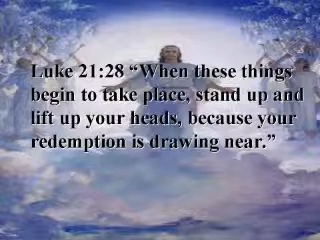 Luke 21:28 “When these things
begin to take place, stand up and
lift up your heads, because your
redemption is drawing near.”